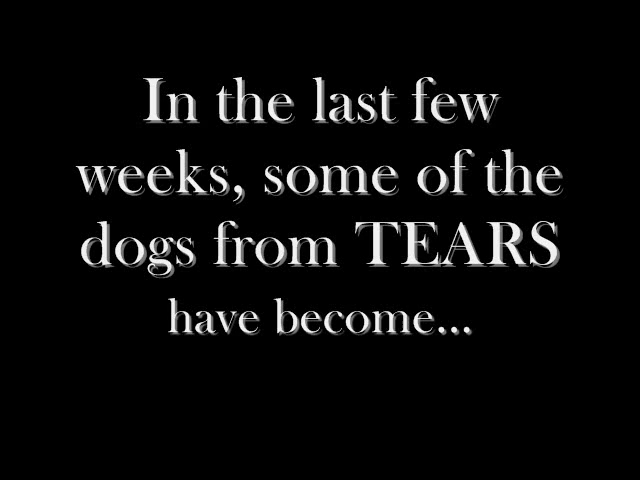 In the last few
weeks, some of the
dogs from TEARS
have become...